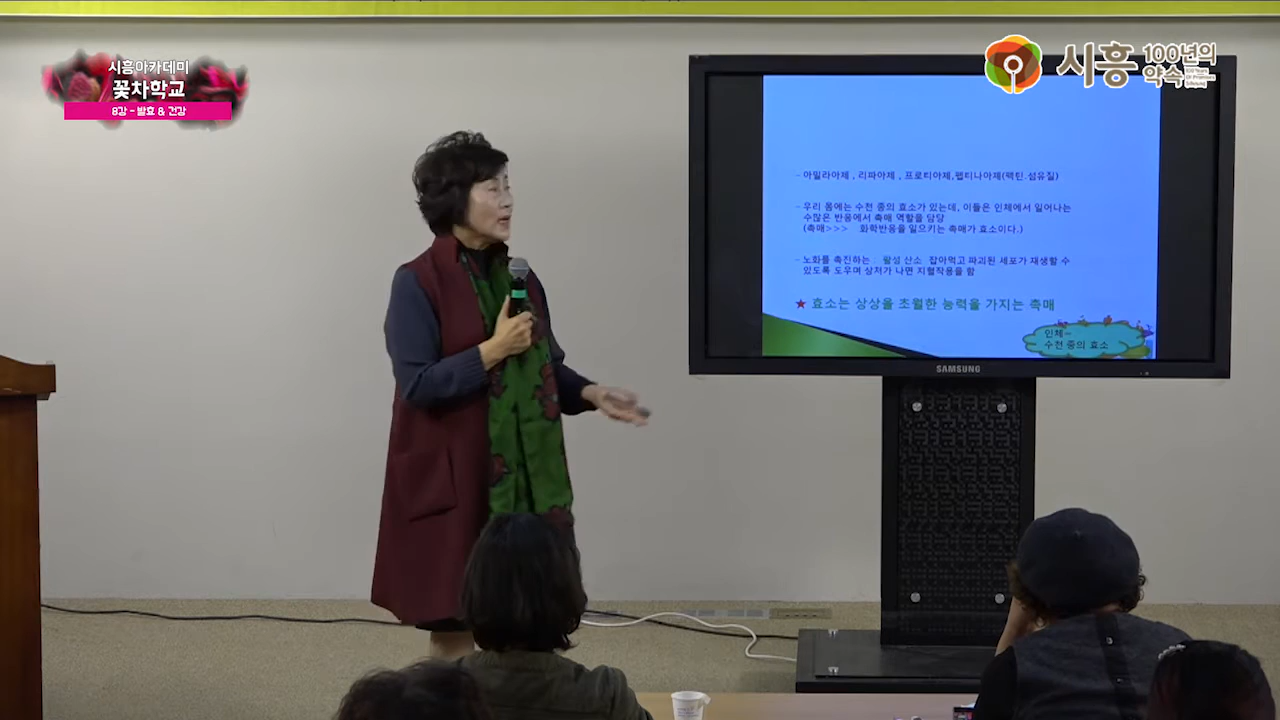 시흥아카데미
꽃차학교
8강 - 발효 & 건강
시흥 100년의
약속
- 아밀라아제 , 리파아제 , 프로티아제,펩티나아제(팩틴.섬유질)
- 우리 몸에는 수천 종의 효소가 있는데, 이들은 인체에서 일어나는
수많은 반응에서 촉매 역할을 담당
(촉매>>> 화학반응을 일으키는 촉매가 효소이다.)
- 노화를 촉진하는 : 활성 산소 잡아먹고 파괴된 세포가 재생할 수
있도록 도우며 상처가 나면 지혈작용을 함
★ 효소는 상상을 초월한 능력을 가지는 촉매
인체-
수천 종의 효소
SAMSUNG